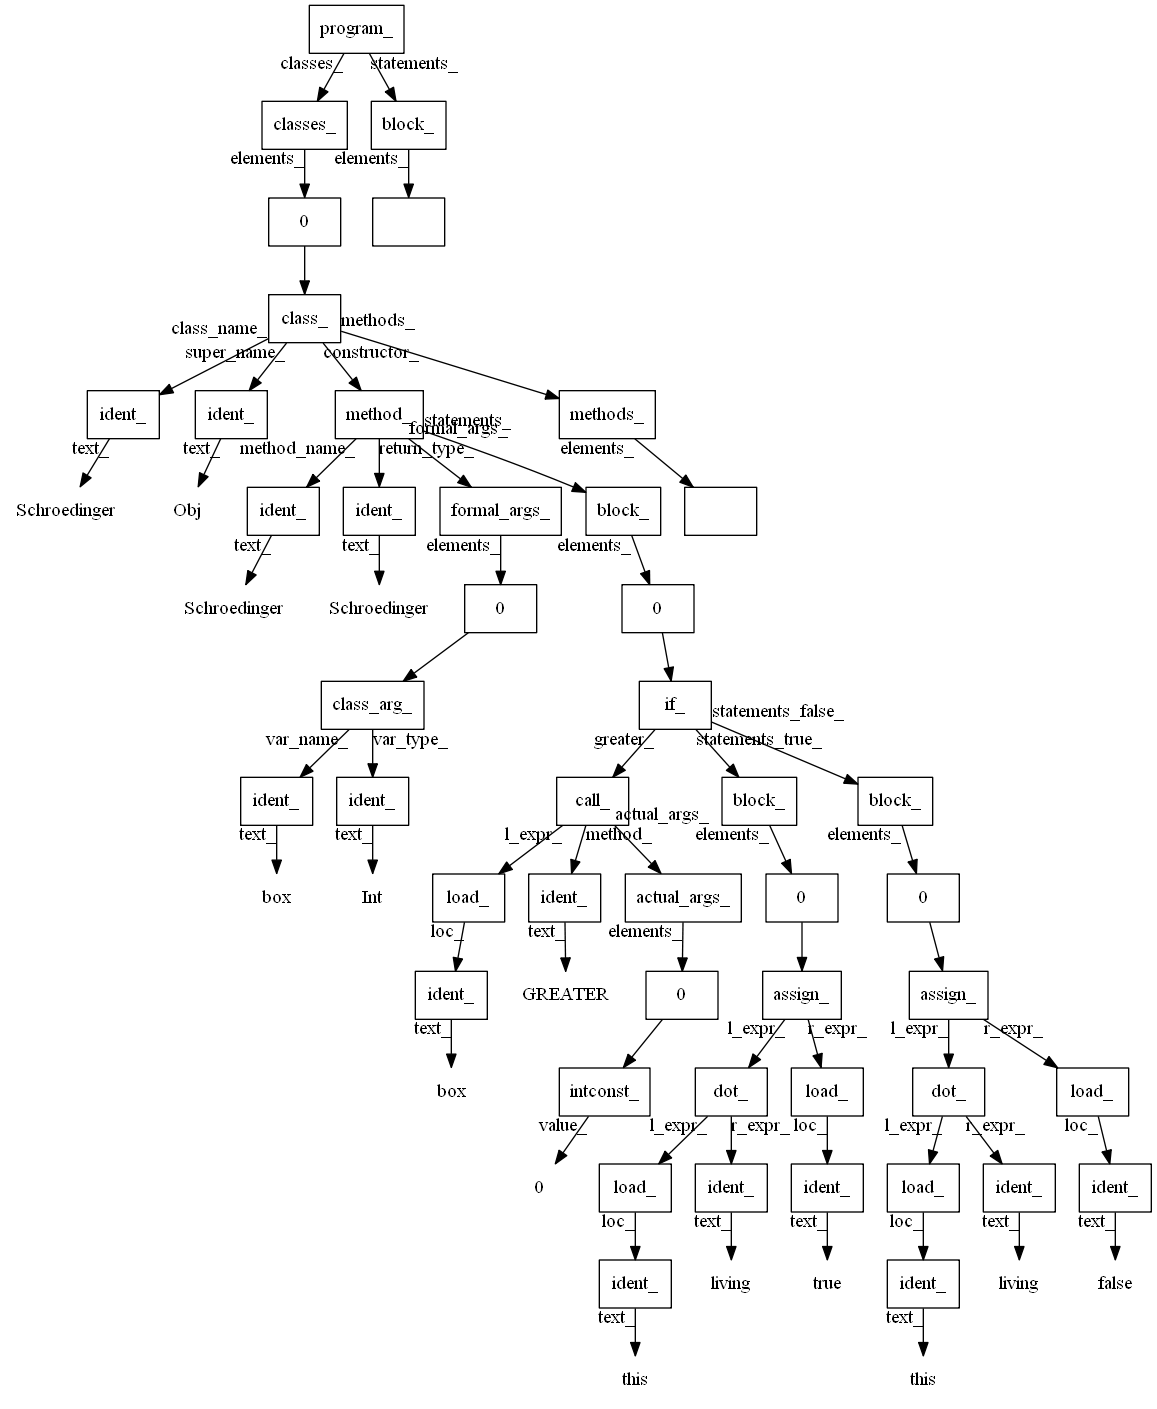 program_
classes_ statements_
classes_ block_
elements_ elements_
0
class_
class_name_ super_name_ constructor_ methods_
ident_ ident_ method_ methods_
text_ text_ method_name_ return_type_ formal_args_ statements_ elements_
Schroedinger Obj ident_ ident_ formal_args_ block_
text_ text_ elements_ elements_
Schroedinger Schroedinger 0 0
class_arg_ if_
var_name_ var_type_ greater_ statements_true_ statements_false_
ident_ ident_ call_ block_ block_
text_ text_ l_expr_ method_ actual_args_ elements_ elements_
box Int load_ ident_ actual_args_ 0 0
loc_ text_ elements_
ident_ GREATER 0 assign_ assign_
text_ l_expr_ r_expr_ l_expr_ r_expr_
box intconst_ dot_ load_ dot_ load_
value_ l_expr_ r_expr_ loc_ l_expr_ r_expr_ loc_
0 load_ ident_ ident_ load_ ident_ ident_
loc_ text_ text_ loc_ text_ text_
ident_ living true ident_ living false
text_ text_
this this